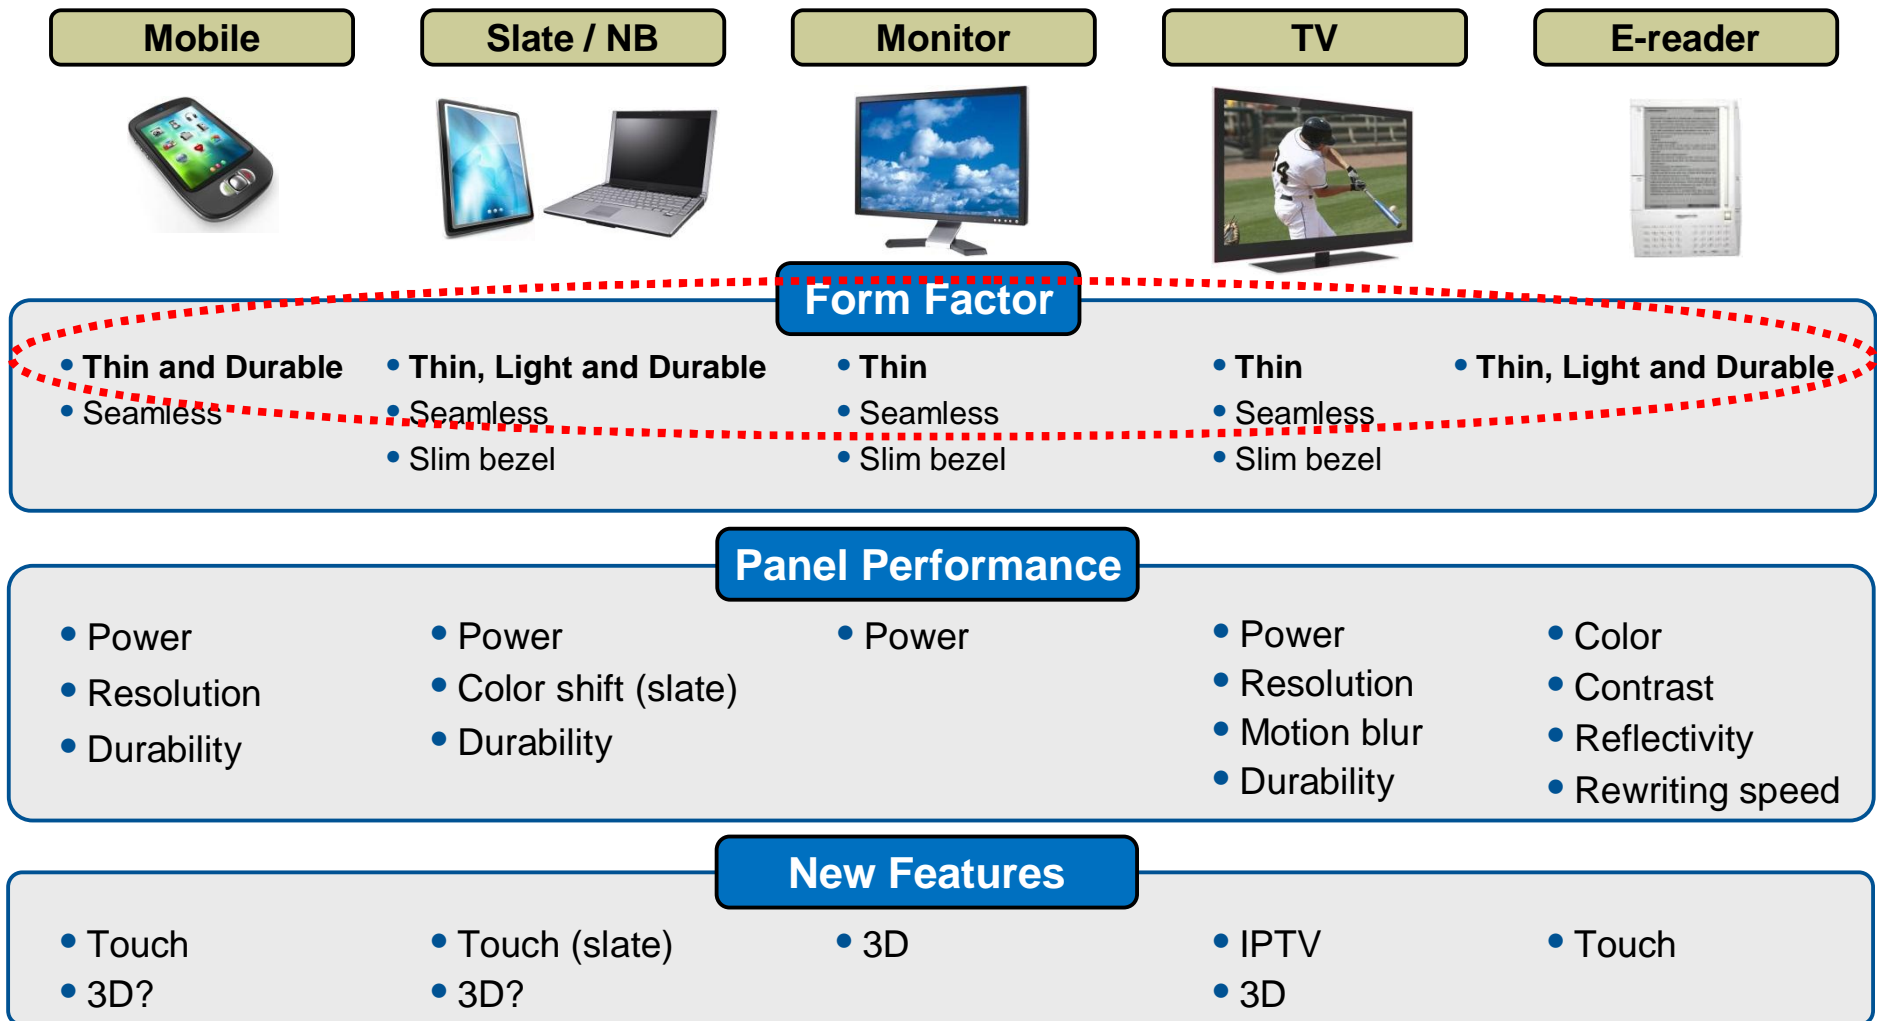 Mobile
Slate / NB
Monitor
TV
E-reader
Form Factor
• Thin and Durable
• Seamless
• Thin, Light and Durable
• Seamless
• Slim bezel
• Thin
• Seamless
• Slim bezel
• Thin
• Seamless
• Slim bezel
• Thin, Light and Durable
Panel Performance
• Power
• Resolution
• Durability
• Power
• Color shift (slate)
• Durability
• Power
• Power
• Resolution
• Motion blur
• Durability
• Color
• Contrast
• Reflectivity
• Rewriting speed
New Features
• Touch
• 3D?
• Touch (slate)
• 3D?
• 3D
• IPTV
• 3D
• Touch